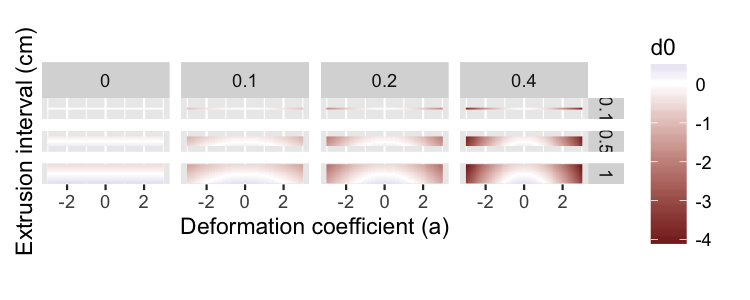 Extrusion interval (cm)
0
0.1
0.2
0.4
0.1
0.5
1
-2 0 2
-2 0 2
-2 0 2
-2 0 2
Deformation coefficient (a)
d0
0
-1
-2
-3
-4